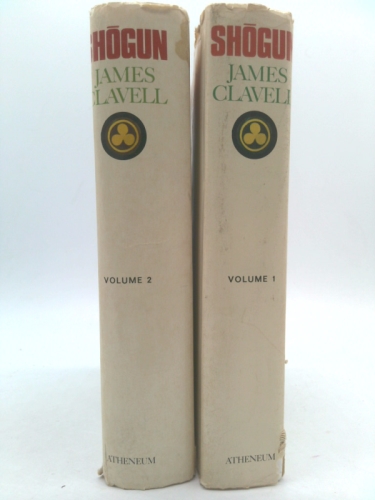 SHŌGUN
JAMES
CLAVELL
VOLUME 2
ATHENEUM
SHŌGUN
JAMES
CLAVELL
VOLUME 1
ATHENEUM